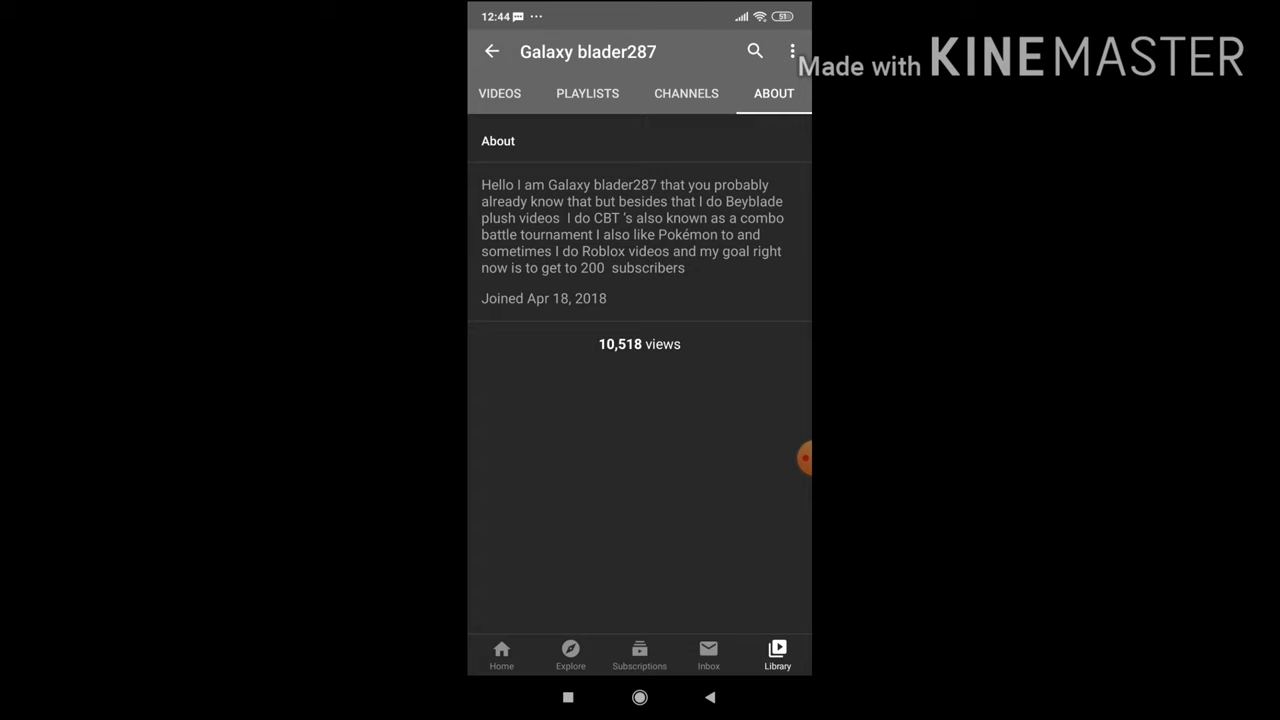 12:44
51
Galaxy blader287
Made with KINEMASTER
VIDEOS PLAYLISTS CHANNELS ABOUT
About
Hello I am Galaxy blader287 that you probably
already know that but besides that I do Beyblade
plush videos  I do CBT 's also known as a combo
battle tournament I also like Pokémon to and
sometimes I do Roblox videos and my goal right
now is to get to 200  subscribers
Joined Apr 18, 2018
10,518 views
Home Explore Subscriptions Inbox Library